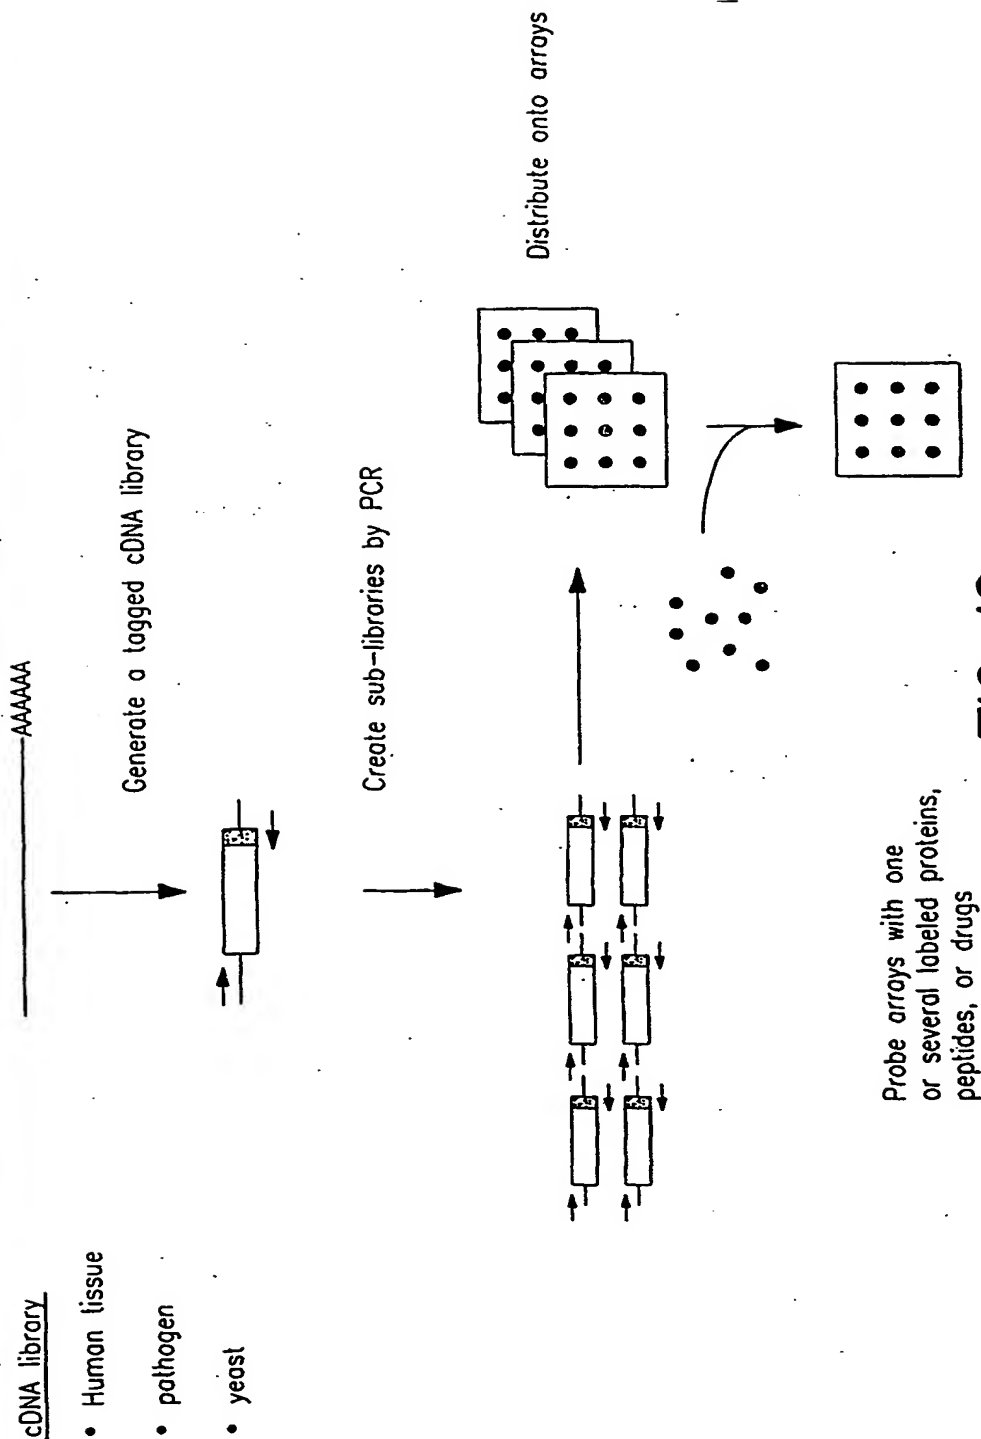 cDNA library
• Human tissue
• pathogen
• yeast
AAAAAA
Generate a tagged cDNA library
Create sub-libraries by PCR
Distribute onto arrays
Probe arrays with one
or several labeled proteins,
peptides, or drugs